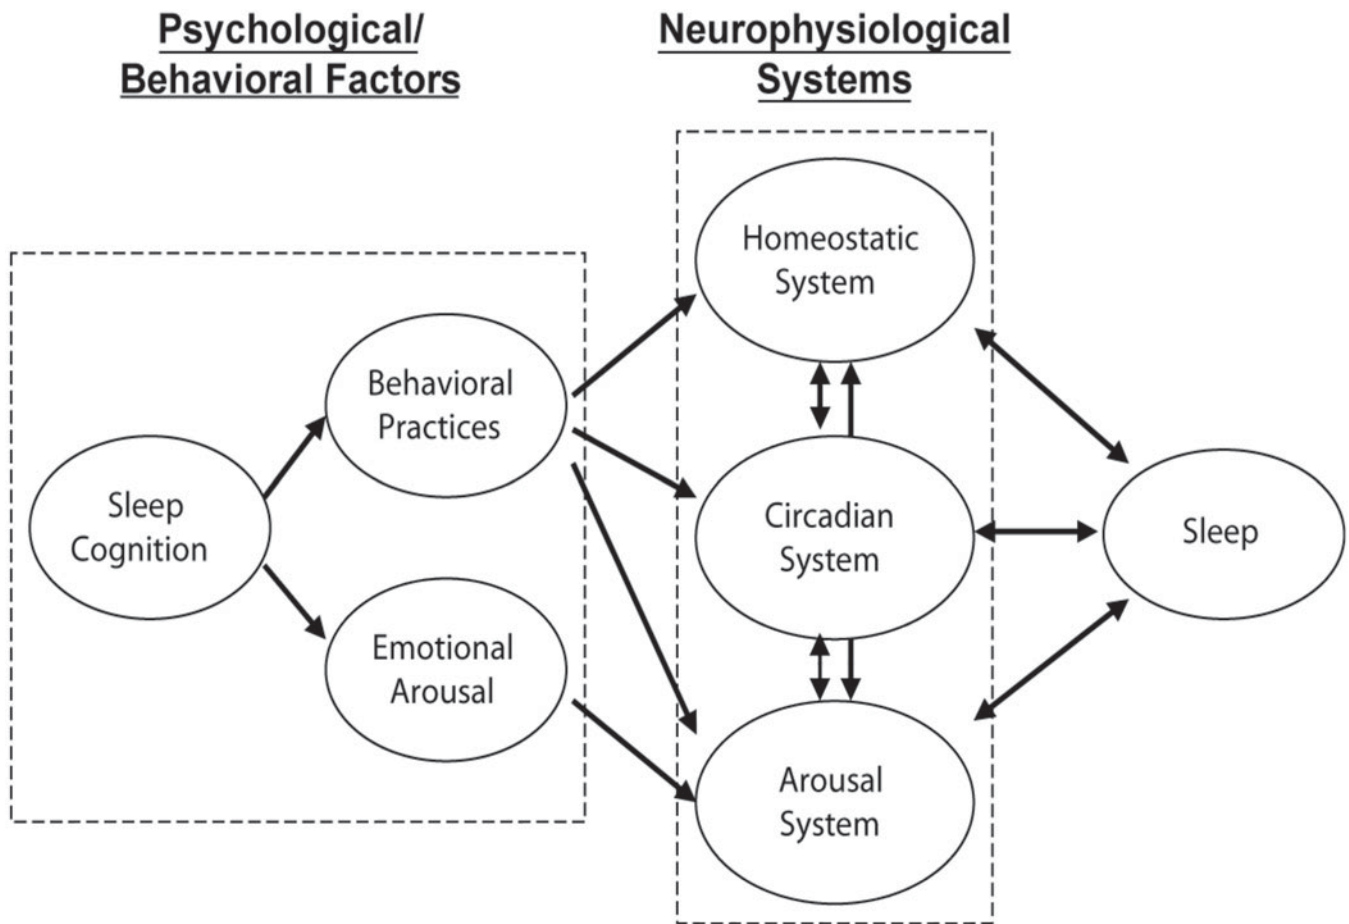 Psychological/
Behavioral Factors
Neurophysiological
Systems
Homeostatic
System
Behavioral
Practices
Sleep
Cognition
Circadian
System
Sleep
Emotional
Arousal
Arousal
System